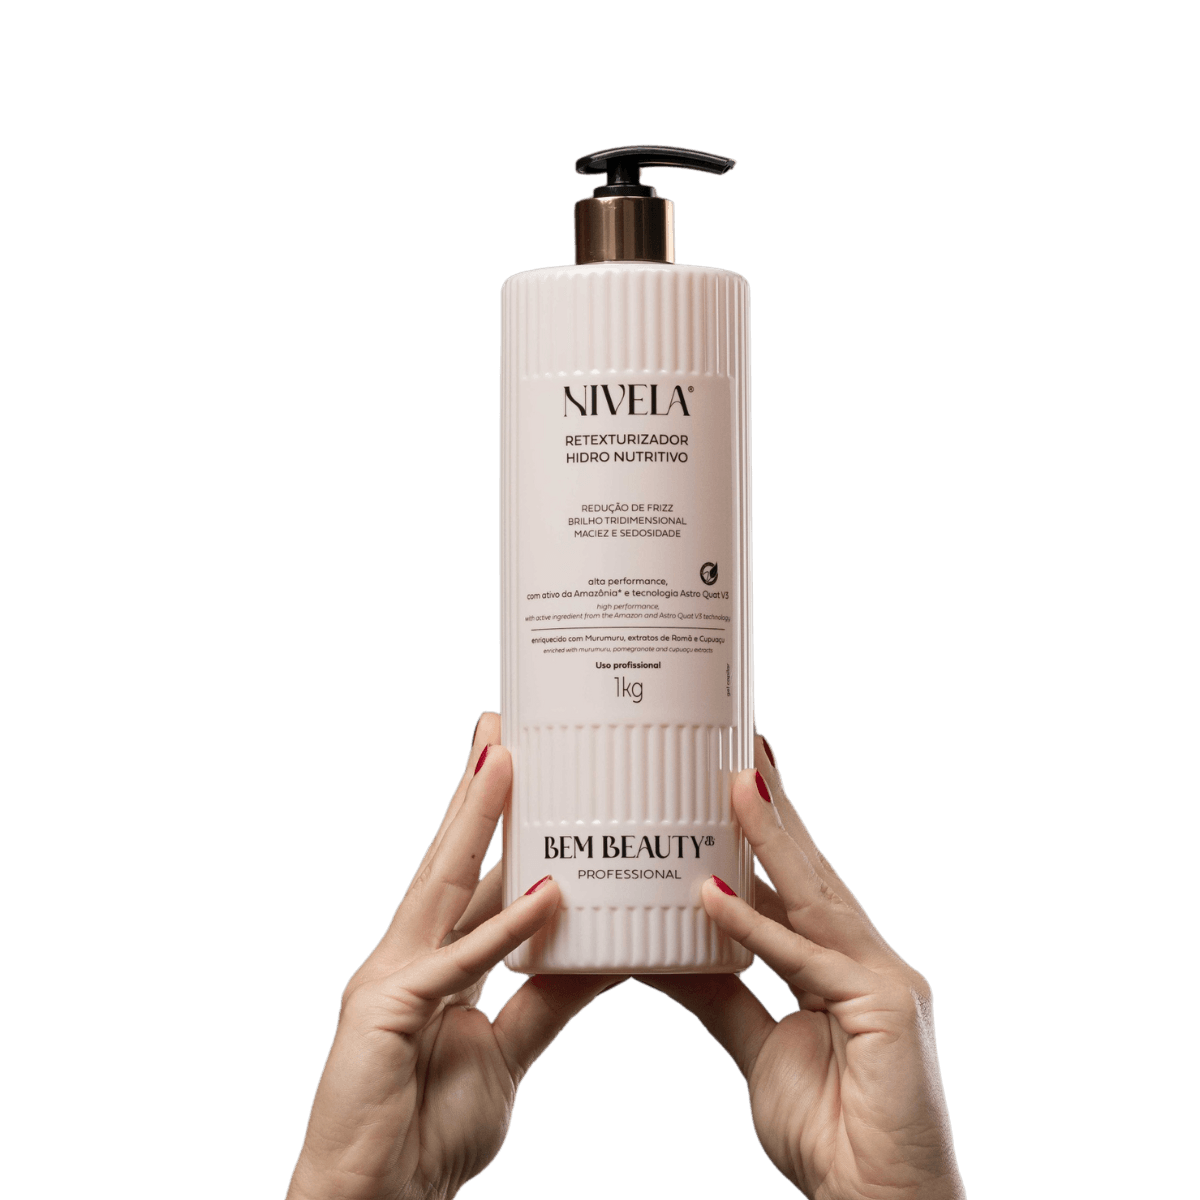 NIVELA®
RETEXTURIZADOR
HIDRO NUTRITIVO
REDUÇÃO DE FRIZZ
BRILHO TRIDIMENSIONAL
MACIEZ E SEDOSIDADE
alta performance,
com ativo da Amazônia* e tecnologia Astro Quat V3
high performance,
with active ingredient from the Amazon and Astro Quat V3 technology
enriquecido com Murumuru, extratos de Romã e Cupuaçu
enriched with murumuru, pomegranate and cupuaçu extracts
Uso profissional
1kg
gel capilar
BEM BEAUTY
PROFESSIONAL